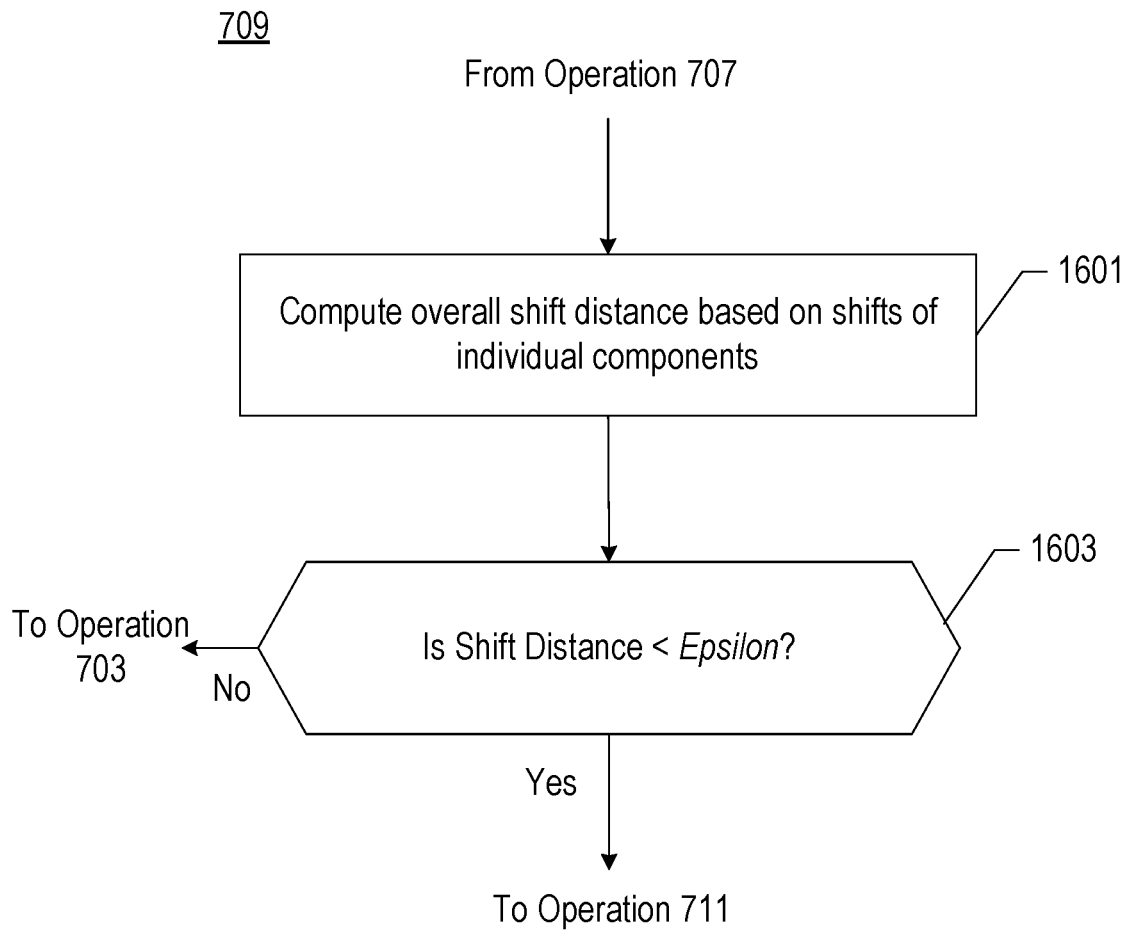 709
From Operation 707
1601
Compute overall shift distance based on shifts of
individual components
1603
Is Shift Distance < Epsilon?
To Operation
703
No
Yes
To Operation 711